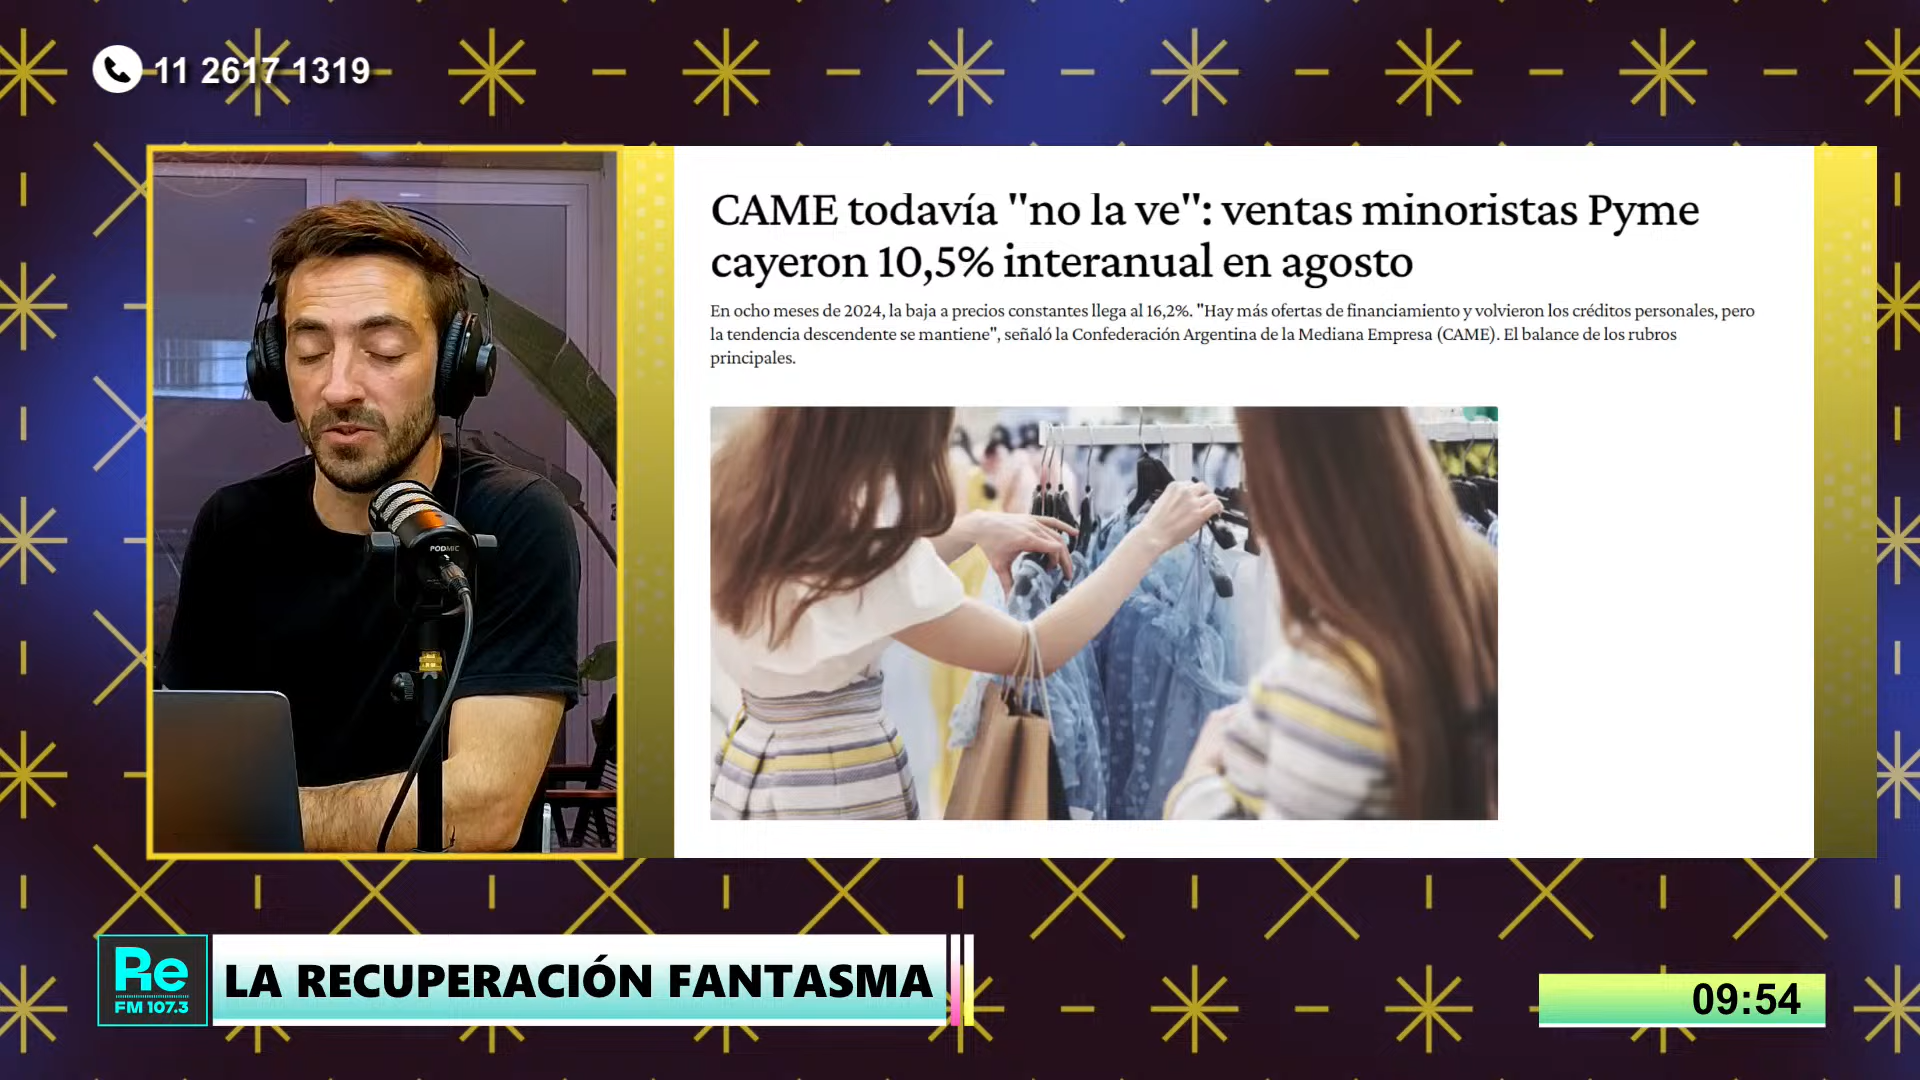 11 2617 1319
CAME todavía "no la ve": ventas minoristas Pyme
cayeron 10,5% interanual en agosto
En ocho meses de 2024, la baja a precios constantes llega al 16,2%. "Hay más ofertas de financiamiento y volvieron los créditos personales, pero
la tendencia descendente se mantiene", señaló la Confederación Argentina de la Mediana Empresa (CAME). El balance de los rubros
principales.
PODMIC
Re
FM 107.3
LA RECUPERACIÓN FANTASMA
09:54